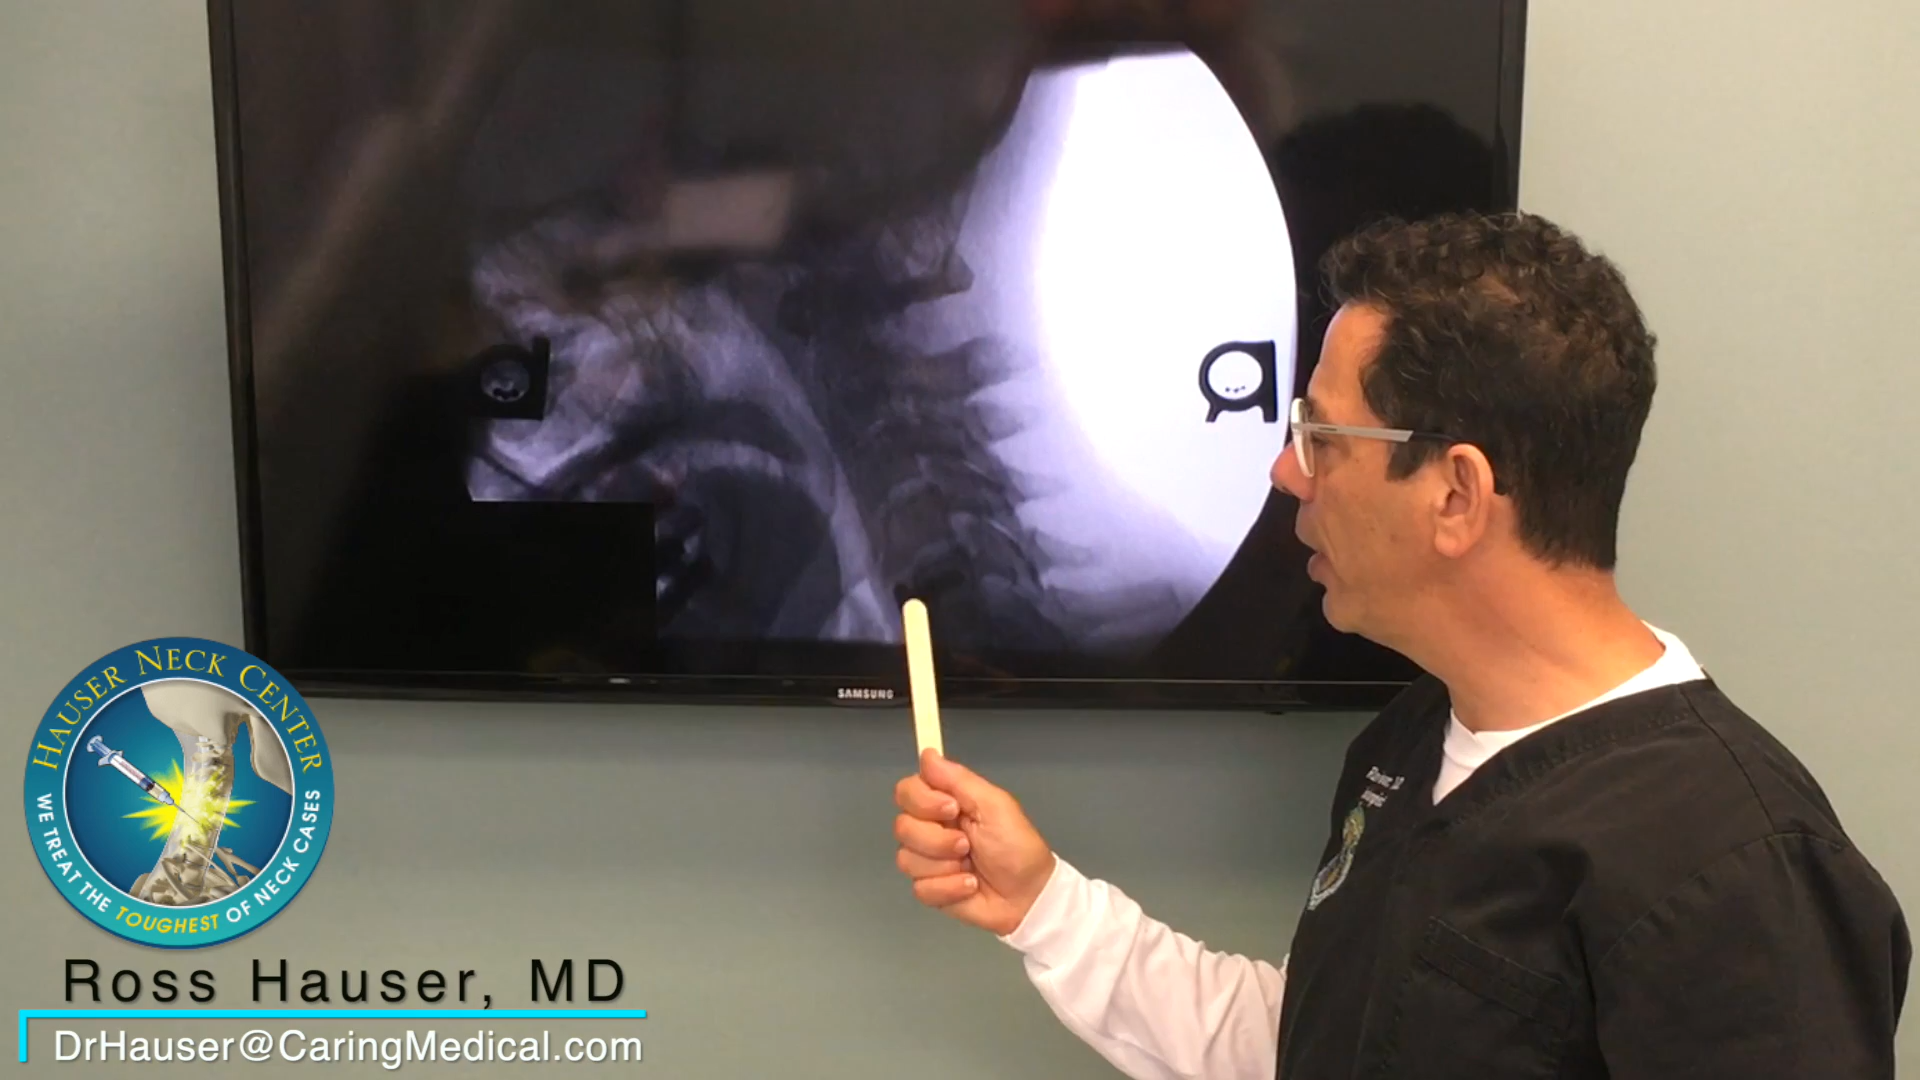 SAMSUNG
HAUSER NECK CENTER
WE TREAT THE TOUGHEST OF NECK CASES
Ross Hauser, MD
DrHauser@CaringMedical.com